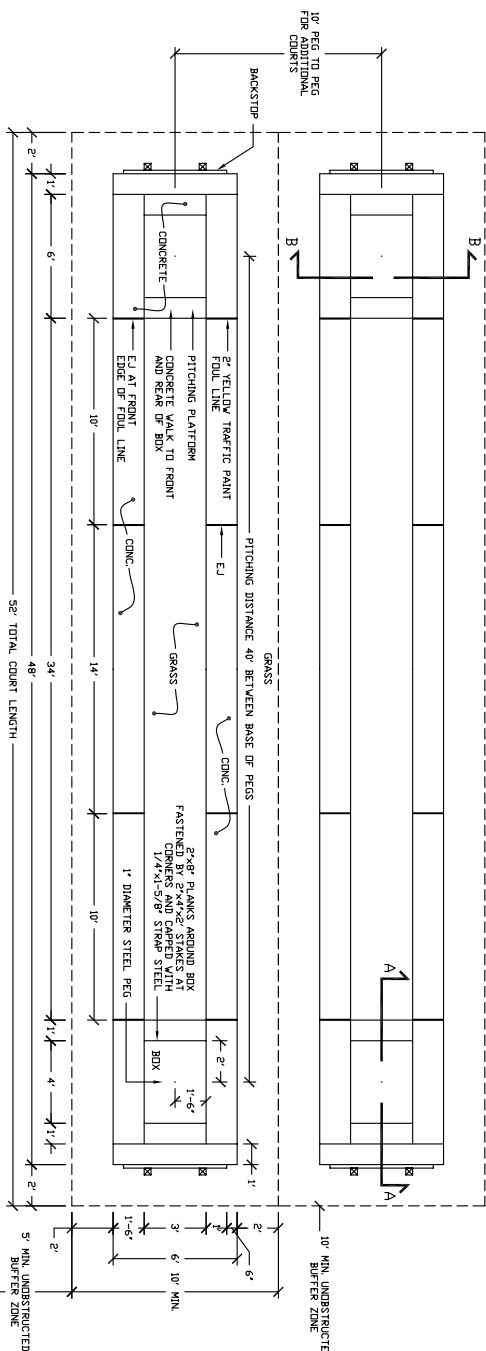 10' PEG TO PEG
FOR ADDITIONAL
COURTS
BACKSTOP
B
B
A
A
10' MIN. UNOBSTRUCTE
BUFFER ZONE
GRASS
PITCHING DISTANCE 40' BETWEEN BASE OF PEGS
CONCRETE
2" YELLOW TRAFFIC PAINT
FOUL LINE
PITCHING PLATFORM
CONCRETE WALK TO FRONT
AND REAR OF BOX
EJ AT FRONT
EDGE OF FOUL LINE
EJ
CONC.
GRASS
CONC.
2"x8" PLANKS AROUND BOX
FASTENED BY 2"x4"x2' STAKES AT
CORNERS AND CAPPED WITH
1/4"x1-5/8" STRAP STEEL
1" DIAMETER STEEL PEG
BOX
2'
1'-6"
1'
10'
14'
10'
2'
1'
6'
34'
1'
4'
1'
48'
2'
52' TOTAL COURT LENGTH
2'
1'-6"
3'
1'
2'
6"
6'
10' MIN.
5' MIN. UNOBSTRUCTED
BUFFER ZONE